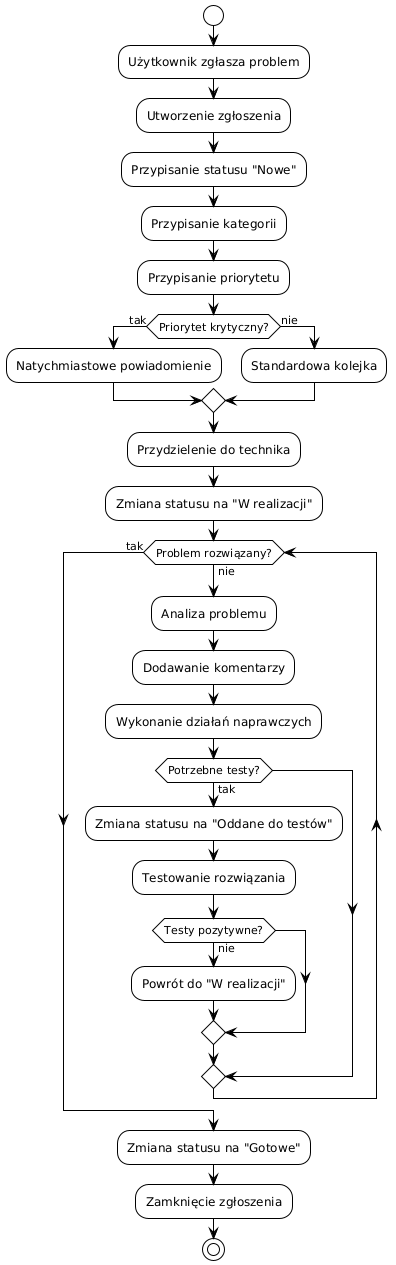 Użytkownik zgłasza problem
Utworzenie zgłoszenia
Przypisanie statusu "Nowe"
Przypisanie kategorii
Przypisanie priorytetu
tak
Priorytet krytyczny?
nie
Natychmiastowe powiadomienie
Standardowa kolejka
Przydzielenie do technika
Zmiana statusu na "W realizacji"
tak
Problem rozwiązany?
nie
Analiza problemu
Dodawanie komentarzy
Wykonanie działań naprawczych
Potrzebne testy?
tak
Zmiana statusu na "Oddane do testów"
Testowanie rozwiązania
Testy pozytywne?
nie
Powrót do "W realizacji"
Zmiana statusu na "Gotowe"
Zamknięcie zgłoszenia